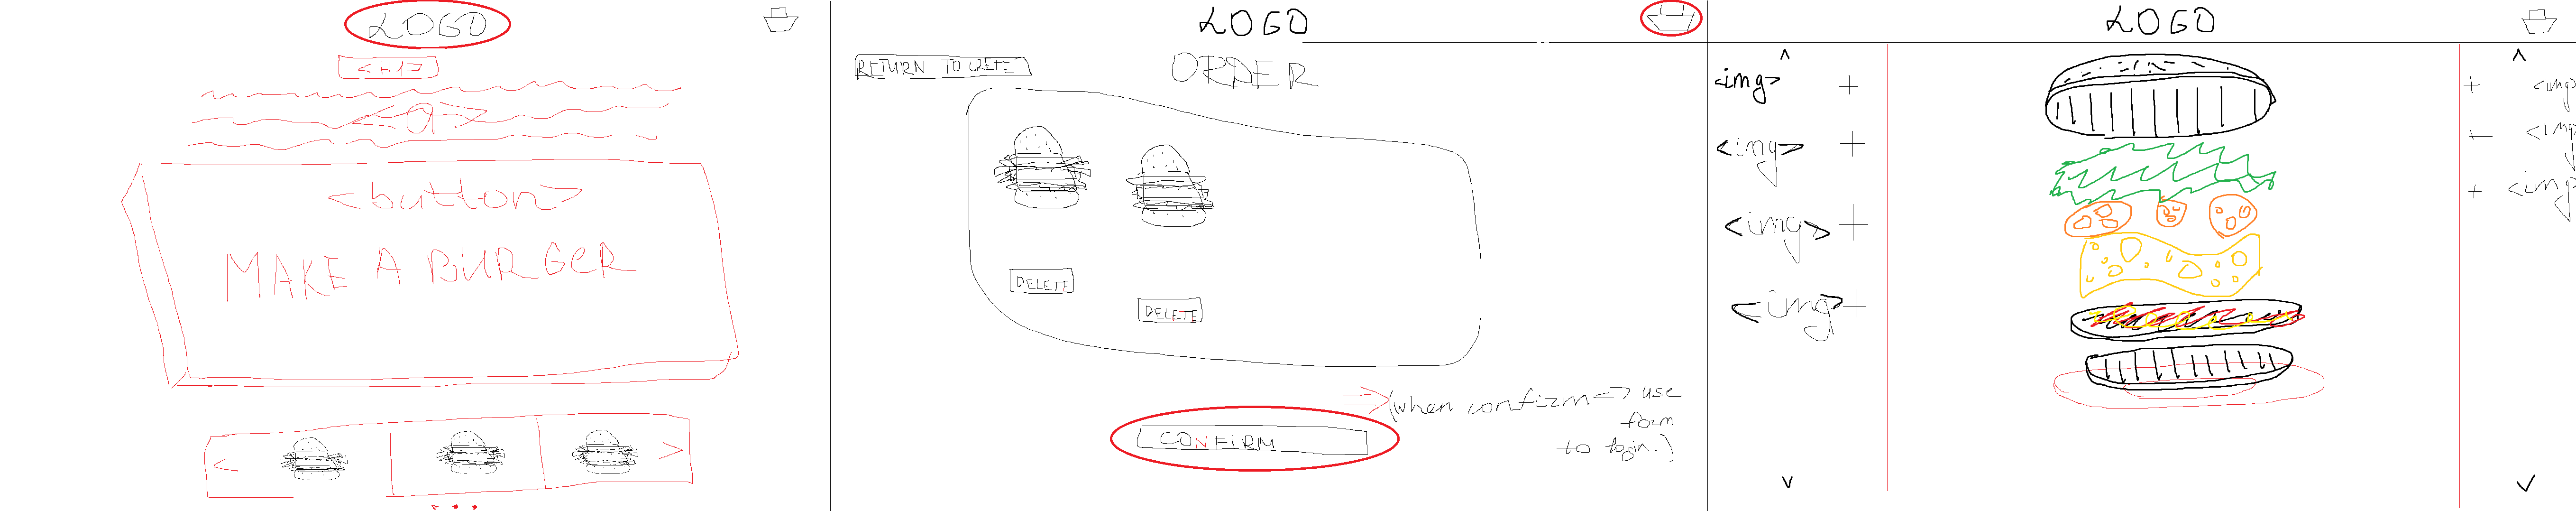 LOGO
<H1>
<button>
MAKE A BURGER
<
>
LOGO
RETURN TO CRETE
ORDER
DELETE
DELETE
(when confirm => use
form
to login)
CONFIRM
LOGO
^
<img> +
<img> +
<img> +
<img> +
v
^
+ <img>
+ <img
+ <img>
v